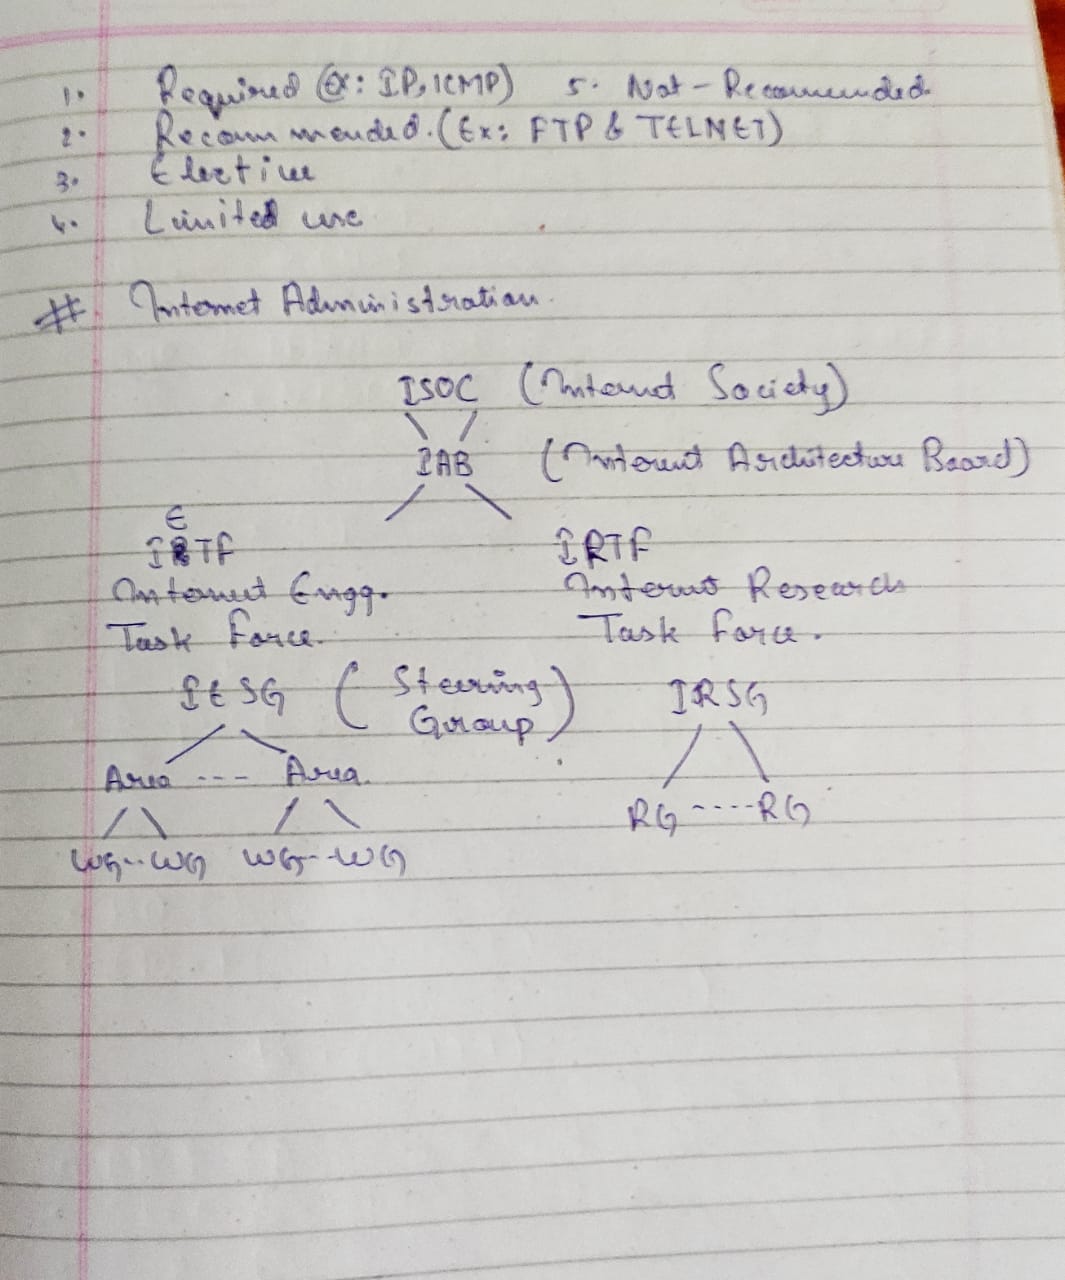 1. Required (Ex: IP, ICMP) 5. Not - Recommended
2. Recommmended. (Ex: FTP & TELNET)
3. Elective
4. Limited use
# Internet Administration.
ISOC (Internet Society)
IAB (Internet Architecture Board)
IETF IRTF
Internet Engg. Internet Research
Task Force. Task Force.
IESG (Steering Group) IRSG
Area --- Area
RG ---- RG
WG -- WG WG -- WG